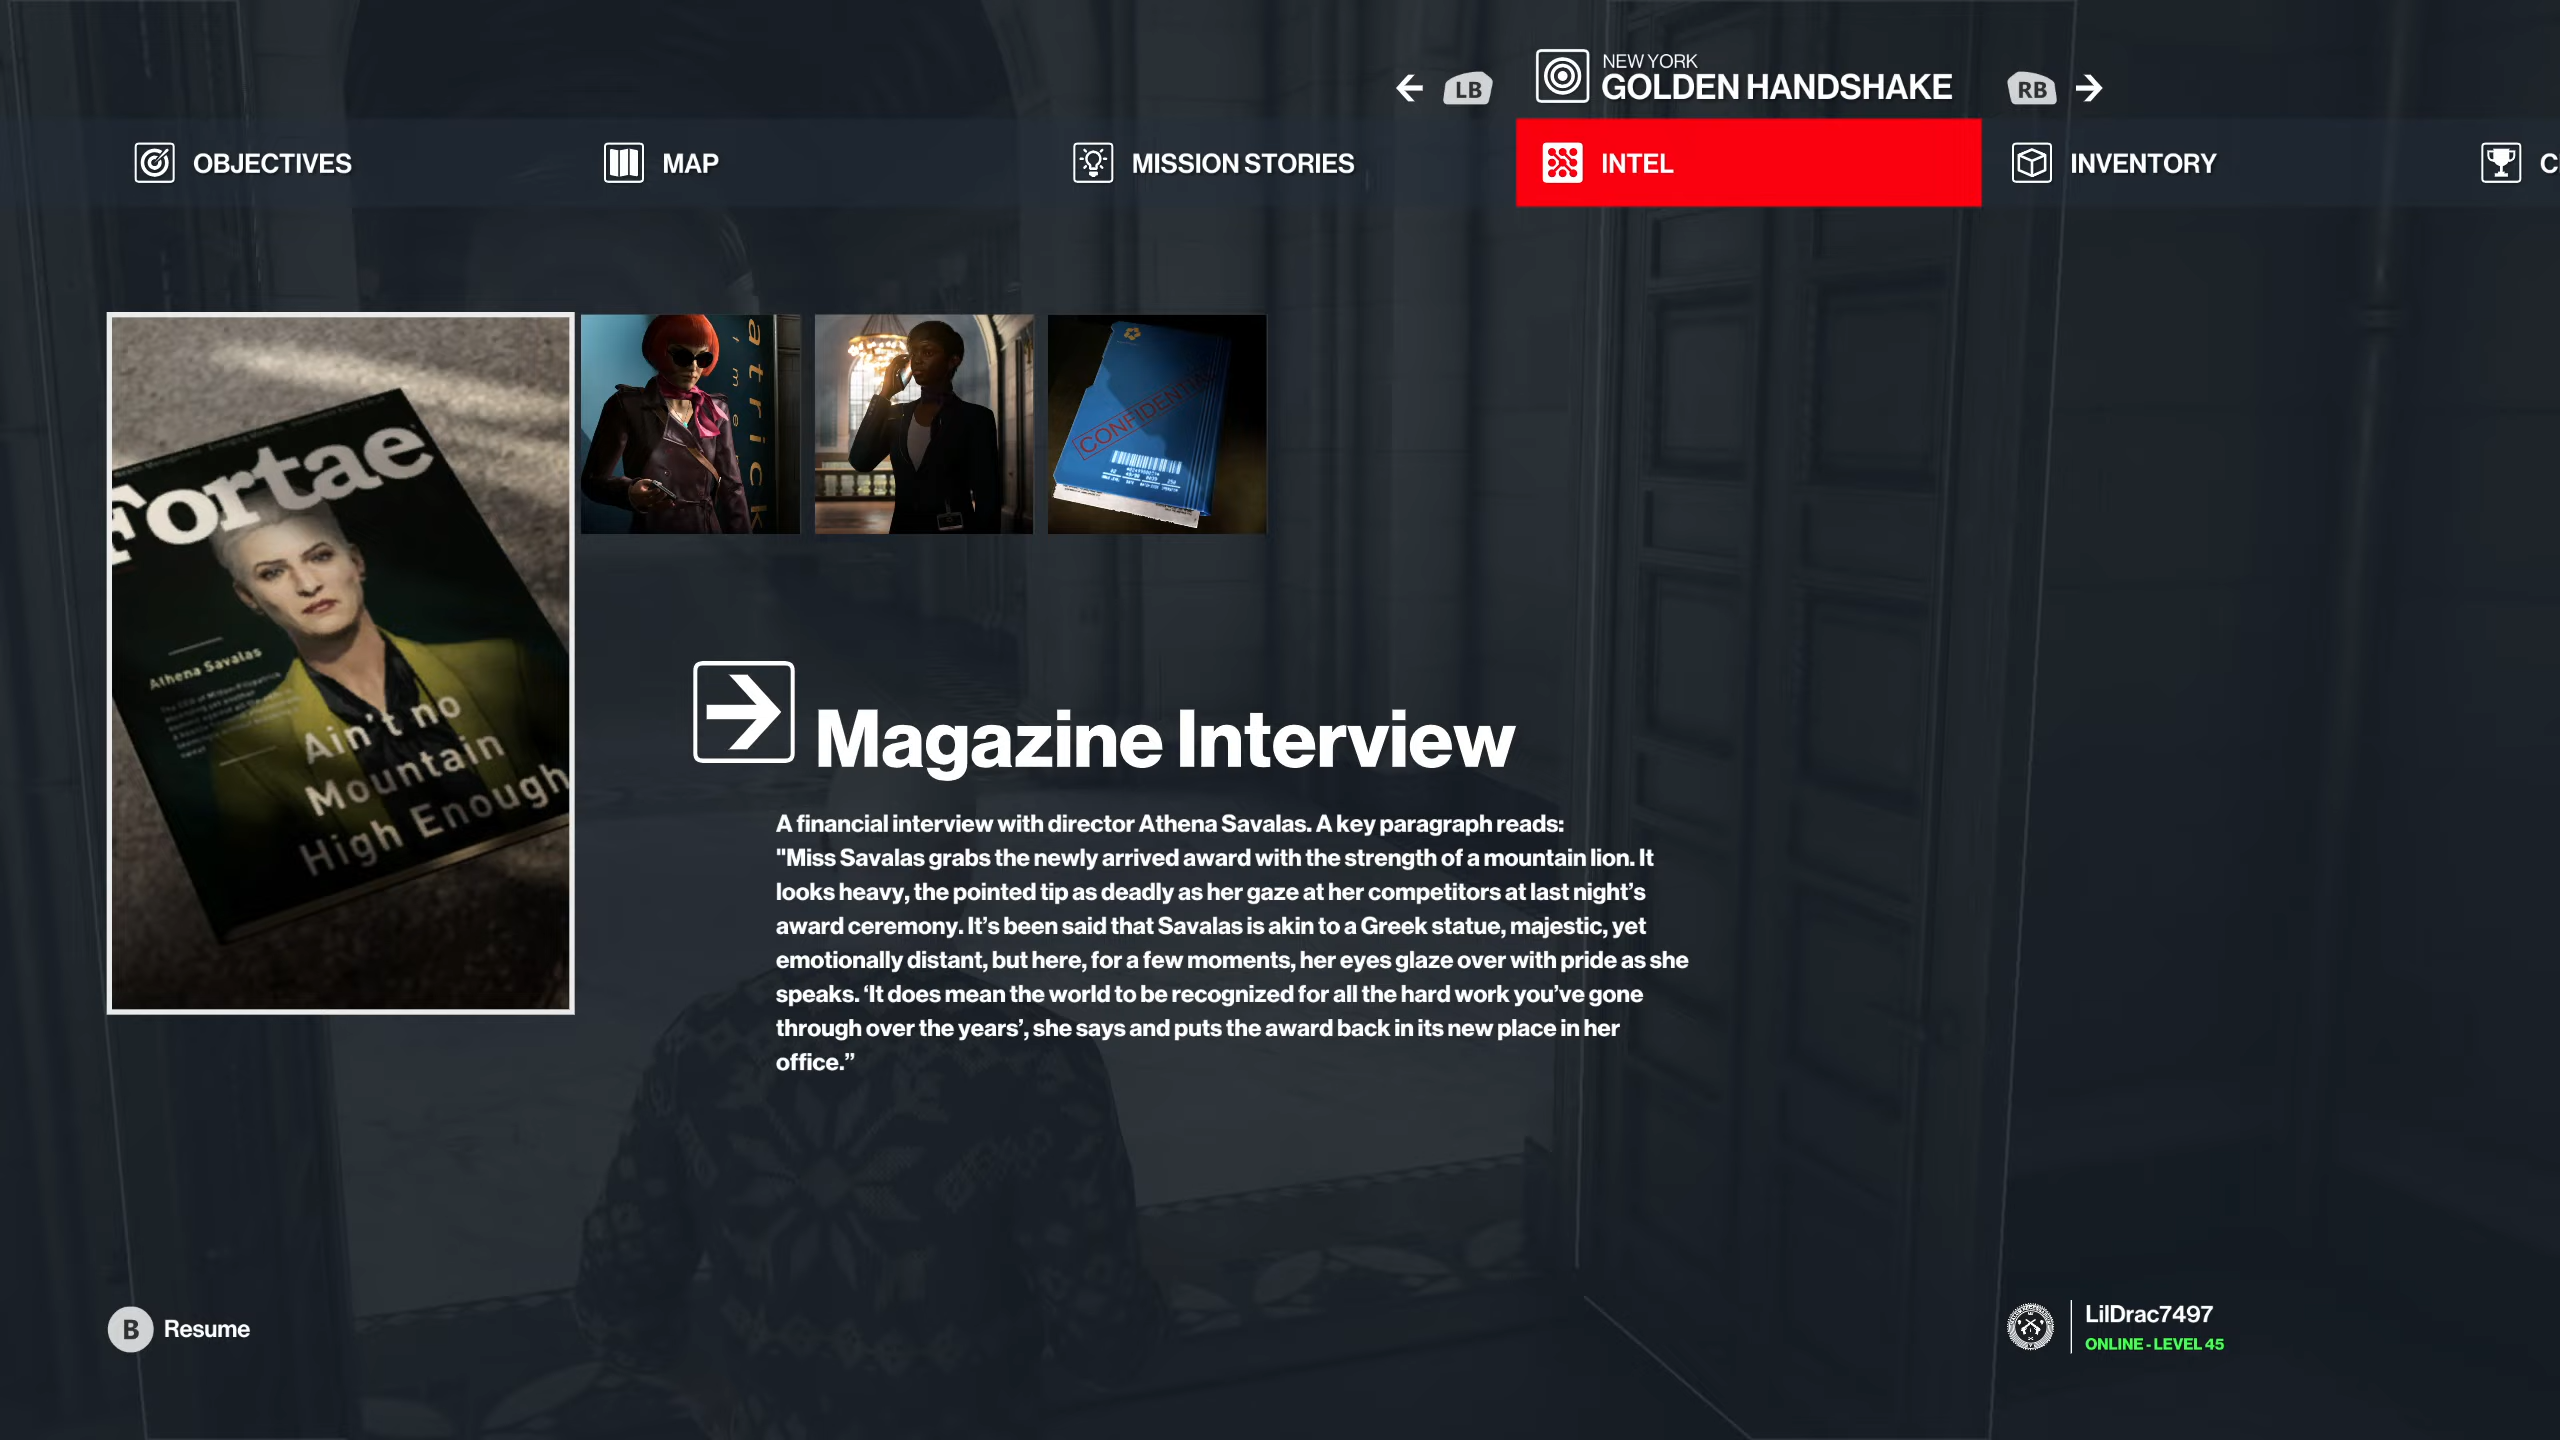 NEW YORK
LB GOLDEN HANDSHAKE RB
OBJECTIVES
MAP
MISSION STORIES
INTEL
INVENTORY
C
Fortae
Athena Savalas
Ain't no
Mountain
High Enough
a t r i c k
CONFIDENTIAL
Magazine Interview
A financial interview with director Athena Savalas. A key paragraph reads:
"Miss Savalas grabs the newly arrived award with the strength of a mountain lion. It
looks heavy, the pointed tip as deadly as her gaze at her competitors at last night’s
award ceremony. It’s been said that Savalas is akin to a Greek statue, majestic, yet
emotionally distant, but here, for a few moments, her eyes glaze over with pride as she
speaks. ‘It does mean the world to be recognized for all the hard work you’ve gone
through over the years’, she says and puts the award back in its new place in her
office.”
B Resume
LilDrac7497
ONLINE - LEVEL 45